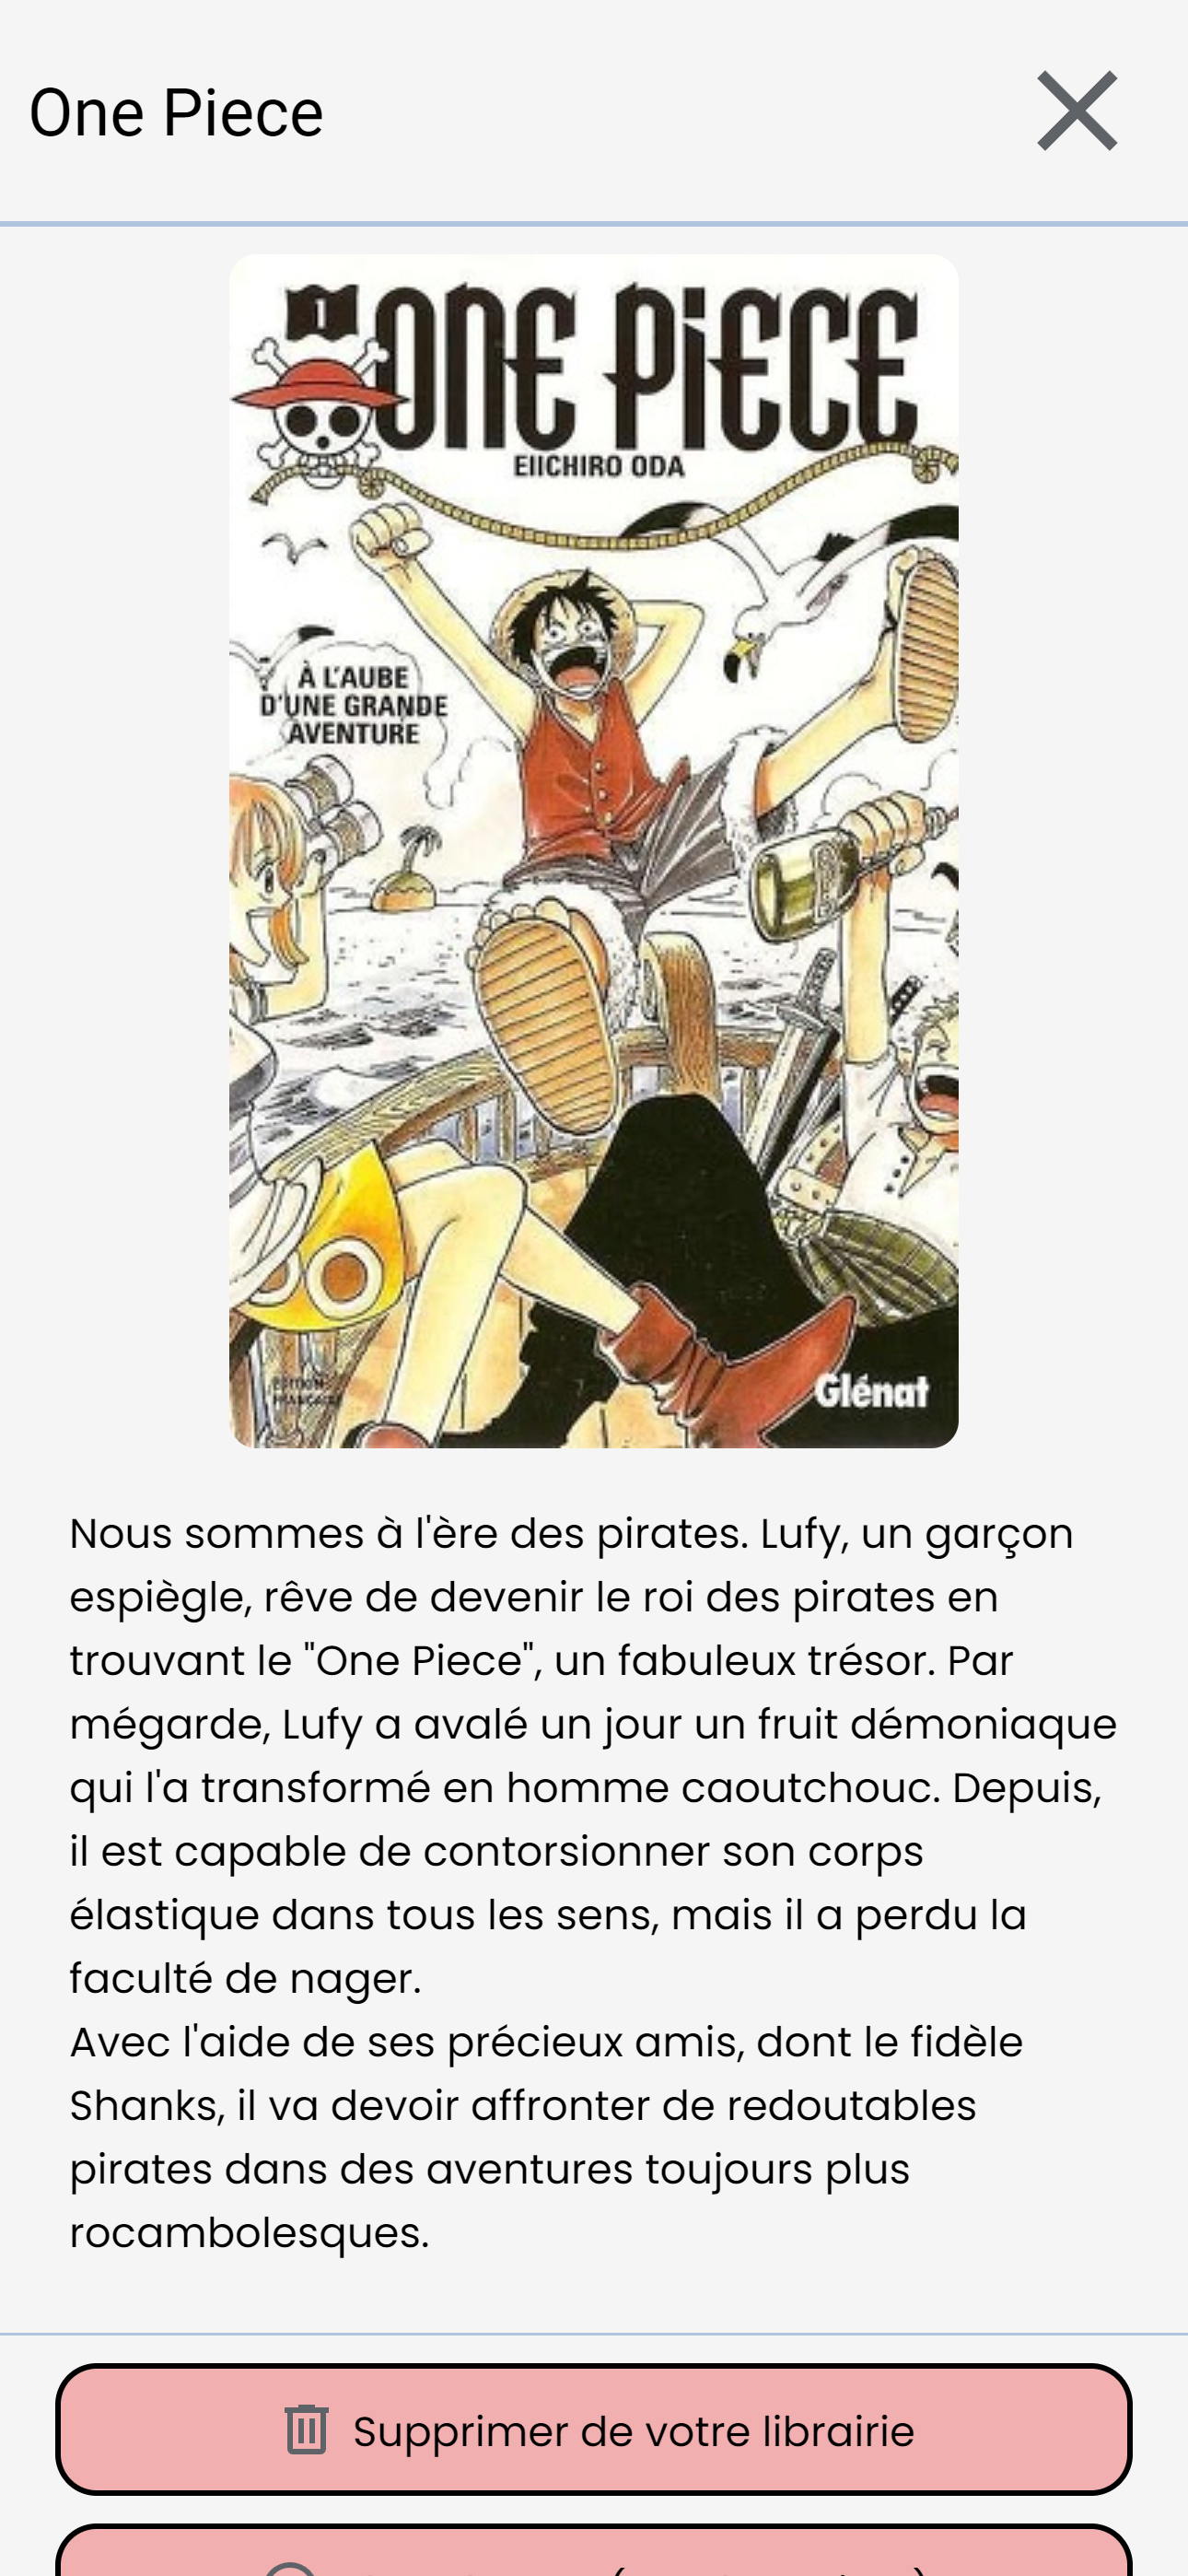 One Piece
1
ONE PIECE
EIICHIRO ODA
À L'AUBE
D'UNE GRANDE
AVENTURE
ÉDITION
FRANÇAISE
Glénat
Nous sommes à l'ère des pirates. Lufy, un garçon
espiègle, rêve de devenir le roi des pirates en
trouvant le "One Piece", un fabuleux trésor. Par
mégarde, Lufy a avalé un jour un fruit démoniaque
qui l'a transformé en homme caoutchouc. Depuis,
il est capable de contorsionner son corps
élastique dans tous les sens, mais il a perdu la
faculté de nager.
Avec l'aide de ses précieux amis, dont le fidèle
Shanks, il va devoir affronter de redoutables
pirates dans des aventures toujours plus
rocambolesques.
Supprimer de votre librairie